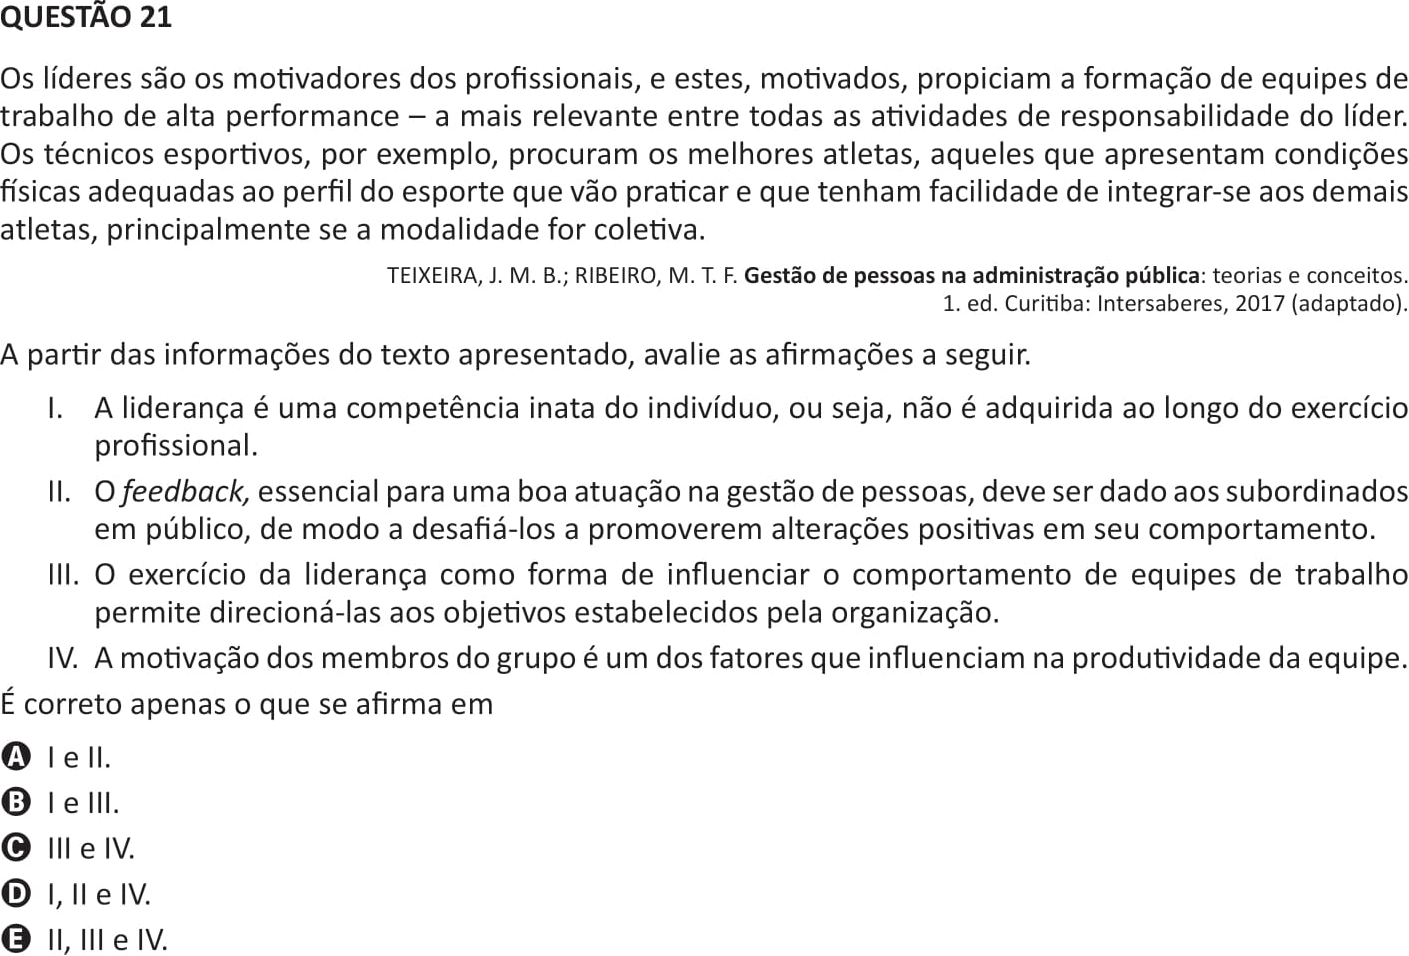 QUESTÃO 21
Os líderes são os motivadores dos profissionais, e estes, motivados, propiciam a formação de equipes de
trabalho de alta performance – a mais relevante entre todas as atividades de responsabilidade do líder.
Os técnicos esportivos, por exemplo, procuram os melhores atletas, aqueles que apresentam condições
físicas adequadas ao perfil do esporte que vão praticar e que tenham facilidade de integrar-se aos demais
atletas, principalmente se a modalidade for coletiva.
TEIXEIRA, J. M. B.; RIBEIRO, M. T. F. Gestão de pessoas na administração pública: teorias e conceitos.
1. ed. Curitiba: Intersaberes, 2017 (adaptado).
A partir das informações do texto apresentado, avalie as afirmações a seguir.
I. A liderança é uma competência inata do indivíduo, ou seja, não é adquirida ao longo do exercício
profissional.
II. O feedback, essencial para uma boa atuação na gestão de pessoas, deve ser dado aos subordinados
em público, de modo a desafiá-los a promoverem alterações positivas em seu comportamento.
III. O exercício da liderança como forma de influenciar o comportamento de equipes de trabalho
permite direcioná-las aos objetivos estabelecidos pela organização.
IV. A motivação dos membros do grupo é um dos fatores que influenciam na produtividade da equipe.
É correto apenas o que se afirma em
A I e II.
B I e III.
C III e IV.
D I, II e IV.
E II, III e IV.